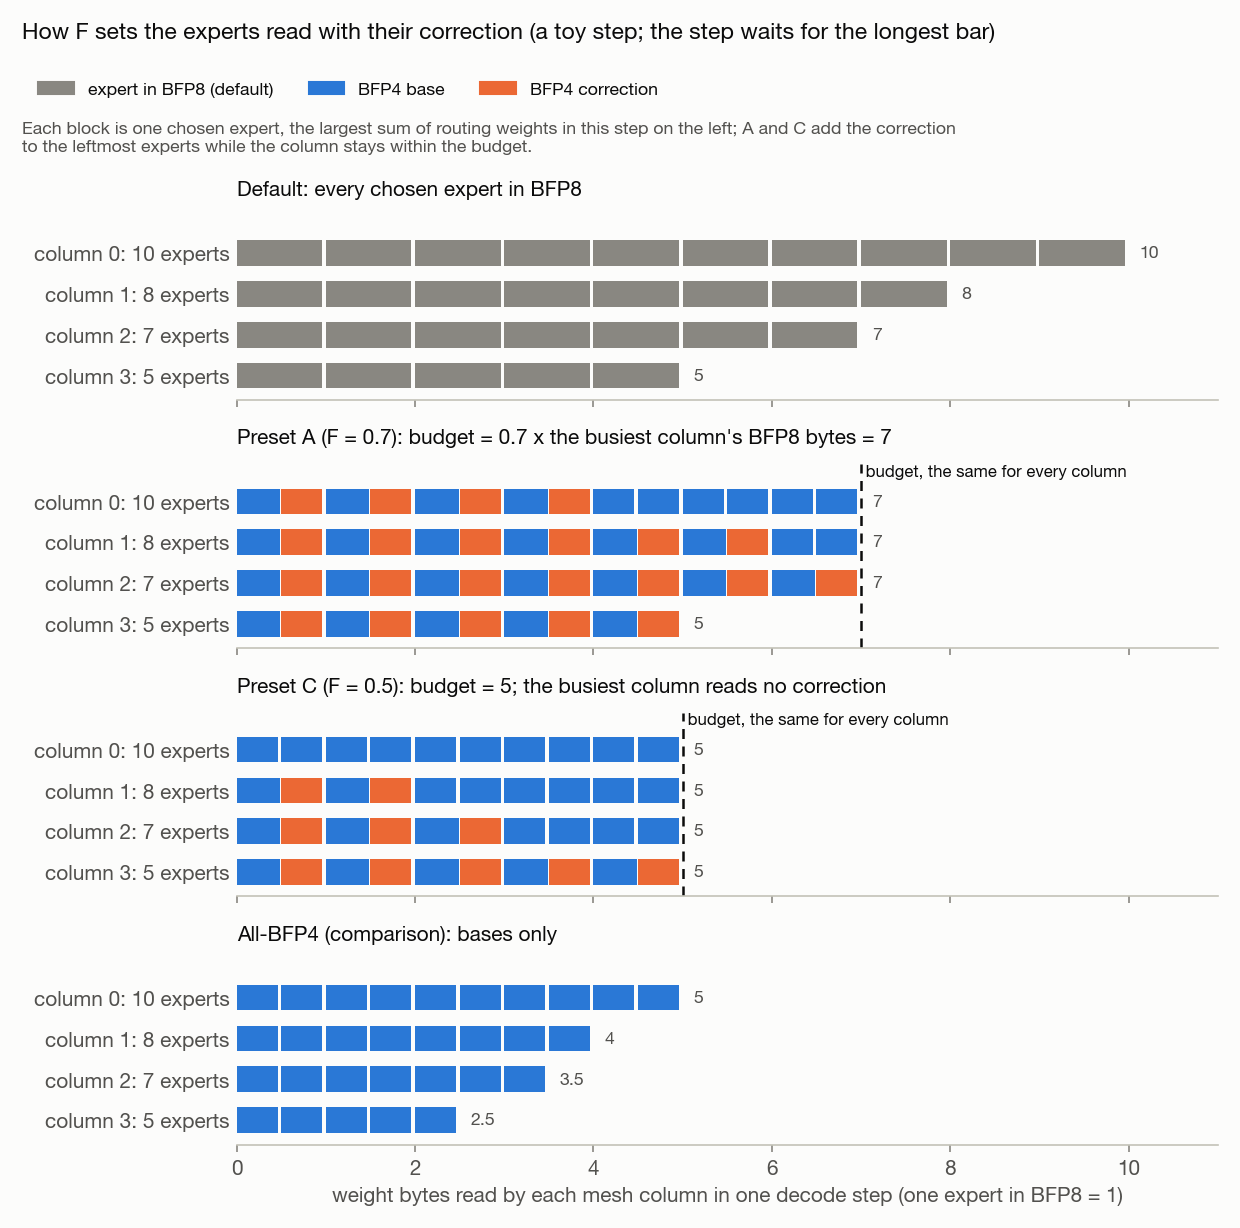 How F sets the experts read with their correction (a toy step; the step waits for the longest bar)
expert in BFP8 (default)
BFP4 base
BFP4 correction
Each block is one chosen expert, the largest sum of routing weights in this step on the left; A and C add the correction
to the leftmost experts while the column stays within the budget.
Default: every chosen expert in BFP8
column 0: 10 experts
10
column 1: 8 experts
8
column 2: 7 experts
7
column 3: 5 experts
5
Preset A (F = 0.7): budget = 0.7 x the busiest column's BFP8 bytes = 7
budget, the same for every column
column 0: 10 experts
7
column 1: 8 experts
7
column 2: 7 experts
7
column 3: 5 experts
5
Preset C (F = 0.5): budget = 5; the busiest column reads no correction
budget, the same for every column
column 0: 10 experts
5
column 1: 8 experts
5
column 2: 7 experts
5
column 3: 5 experts
5
All-BFP4 (comparison): bases only
column 0: 10 experts
5
column 1: 8 experts
4
column 2: 7 experts
3.5
column 3: 5 experts
2.5
0 2 4 6 8 10
weight bytes read by each mesh column in one decode step (one expert in BFP8 = 1)